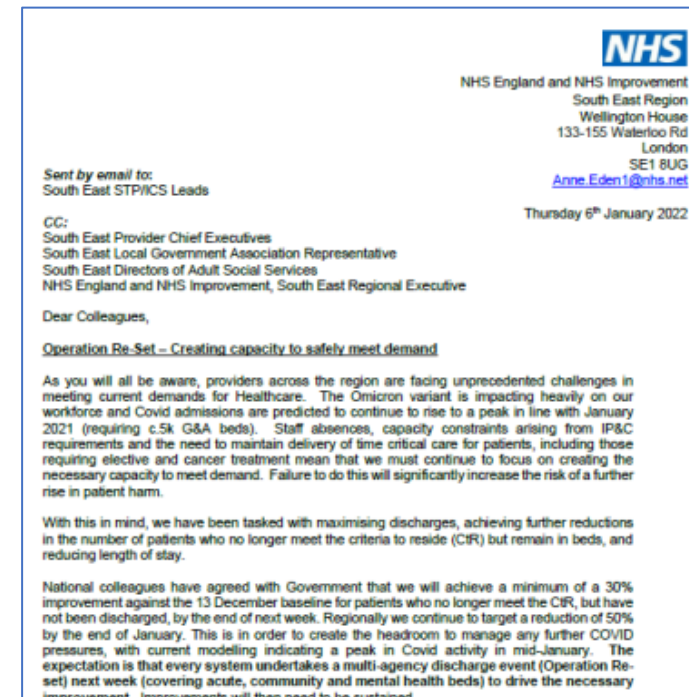 NHS
NHS England and NHS Improvement
South East Region
Wellington House
133-155 Waterloo Rd
London
SE1 8UG
Anne.Eden1@nhs.net
Thursday 6th January 2022
Sent by email to:
South East STP/ICS Leads
CC:
South East Provider Chief Executives
South East Local Government Association Representative
South East Directors of Adult Social Services
NHS England and NHS Improvement, South East Regional Executive
Dear Colleagues,
Operation Re-Set – Creating capacity to safely meet demand
As you will all be aware, providers across the region are facing unprecedented challenges in
meeting current demands for Healthcare. The Omicron variant is impacting heavily on our
workforce and Covid admissions are predicted to continue to rise to a peak in line with January
2021 (requiring c.5k G&A beds). Staff absences, capacity constraints arising from IP&C
requirements and the need to maintain delivery of time critical care for patients, including those
requiring elective and cancer treatment mean that we must continue to focus on creating the
necessary capacity to meet demand. Failure to do this will significantly increase the risk of a further
rise in patient harm.
With this in mind, we have been tasked with maximising discharges, achieving further reductions
in the number of patients who no longer meet the criteria to reside (CtR) but remain in beds, and
reducing length of stay.
National colleagues have agreed with Government that we will achieve a minimum of a 30%
improvement against the 13 December baseline for patients who no longer meet the CtR, but have
not been discharged, by the end of next week. Regionally we continue to target a reduction of 50%
by the end of January. This is in order to create the headroom to manage any further COVID
pressures, with current modelling indicating a peak in Covid activity in mid-January. The
expectation is that every system undertakes a multi-agency discharge event (Operation Re-
set) next week (covering acute, community and mental health beds) to drive the necessary
improvement. Improvements will then need to be sustained.